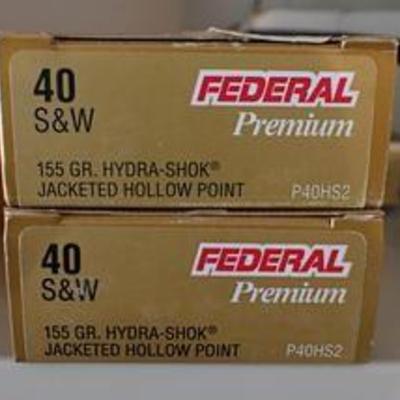 40
S&W
FEDERAL
Premium
155 GR. HYDRA-SHOK®
JACKETED HOLLOW POINT
P40HS2
40
S&W
FEDERAL
Premium
155 GR. HYDRA-SHOK®
JACKETED HOLLOW POINT
P40HS2